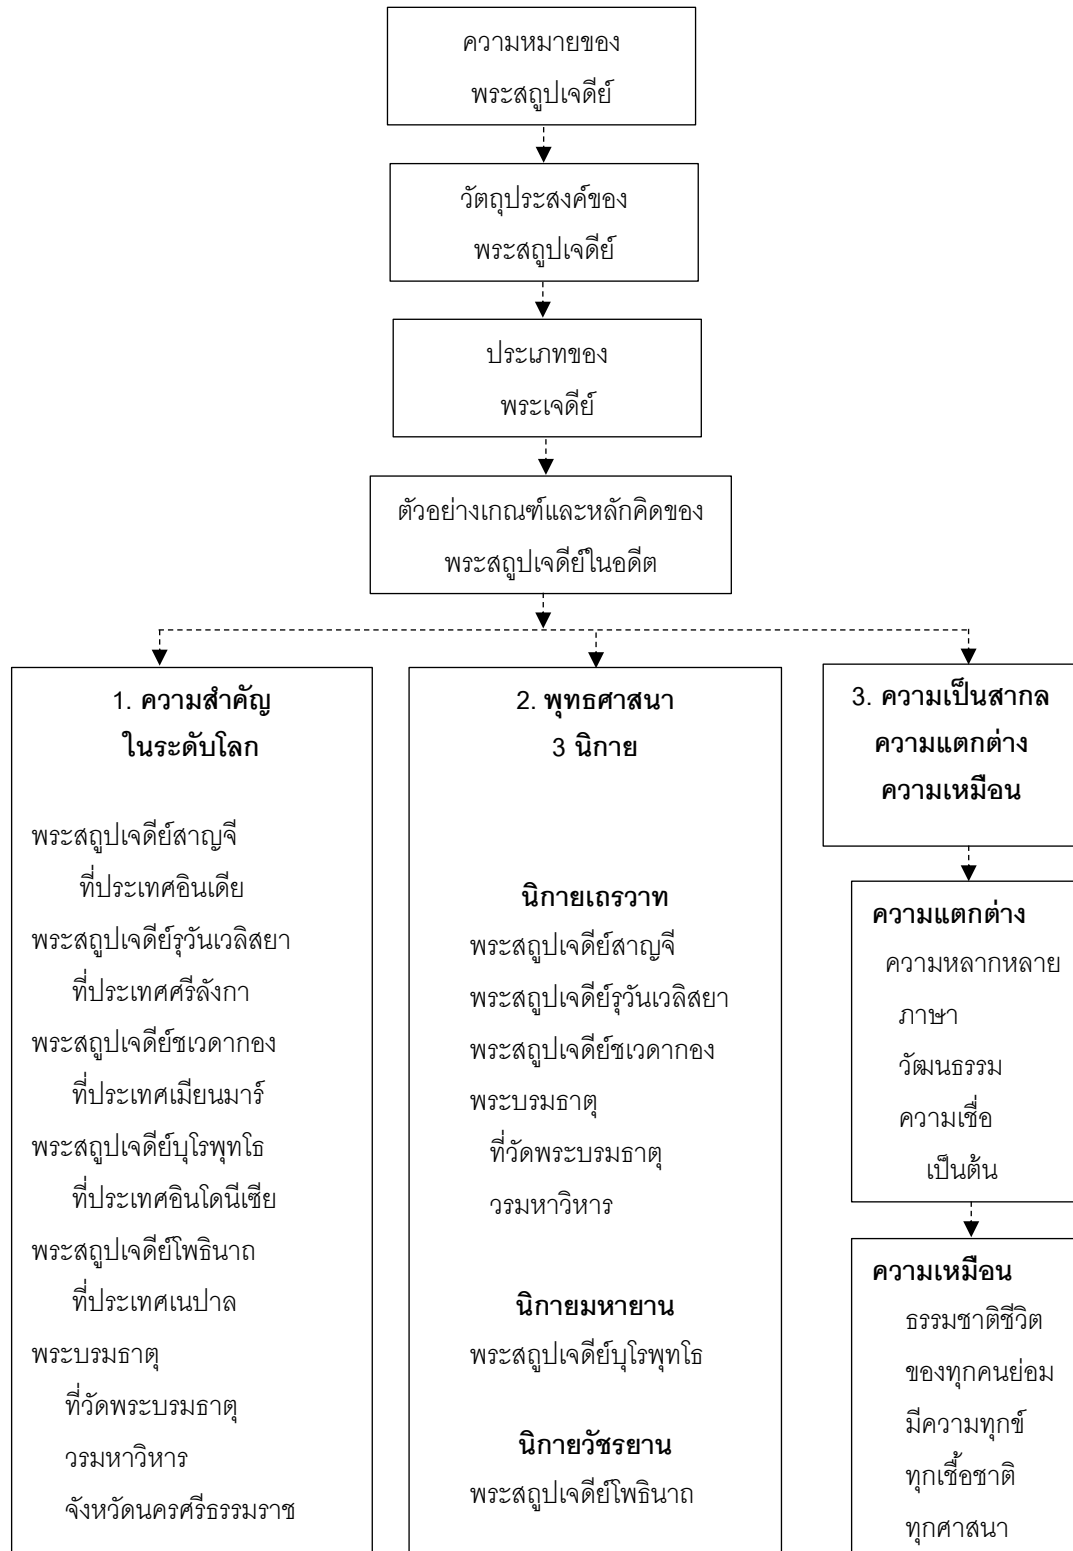 ความหมายของ
พระสถูปเจดีย์
วัตถุประสงค์ของ
พระสถูปเจดีย์
ประเภทของ
พระเจดีย์
ตัวอย่างเกณฑ์และหลักคิดของ
พระสถูปเจดีย์ในอดีต
1. ความสำคัญ
ในระดับโลก
พระสถูปเจดีย์สาญจี
ที่ประเทศอินเดีย
พระสถูปเจดีย์รุวันเวลิสยา
ที่ประเทศศรีลังกา
พระสถูปเจดีย์ชเวดากอง
ที่ประเทศเมียนมาร์
พระสถูปเจดีย์บุโรพุทโธ
ที่ประเทศอินโดนีเซีย
พระสถูปเจดีย์โพธินาถ
ที่ประเทศเนปาล
พระบรมธาตุ
ที่วัดพระบรมธาตุ
วรมหาวิหาร
จังหวัดนครศรีธรรมราช
2. พุทธศาสนา
3 นิกาย
นิกายเถรวาท
พระสถูปเจดีย์สาญจี
พระสถูปเจดีย์รุวันเวลิสยา
พระสถูปเจดีย์ชเวดากอง
พระบรมธาตุ
ที่วัดพระบรมธาตุ
วรมหาวิหาร
นิกายมหายาน
พระสถูปเจดีย์บุโรพุทโธ
นิกายวัชรยาน
พระสถูปเจดีย์โพธินาถ
3. ความเป็นสากล
ความแตกต่าง
ความเหมือน
ความแตกต่าง
ความหลากหลาย
ภาษา
วัฒนธรรม
ความเชื่อ
เป็นต้น
ความเหมือน
ธรรมชาติชีวิต
ของทุกคนย่อม
มีความทุกข์
ทุกเชื้อชาติ
ทุกศาสนา